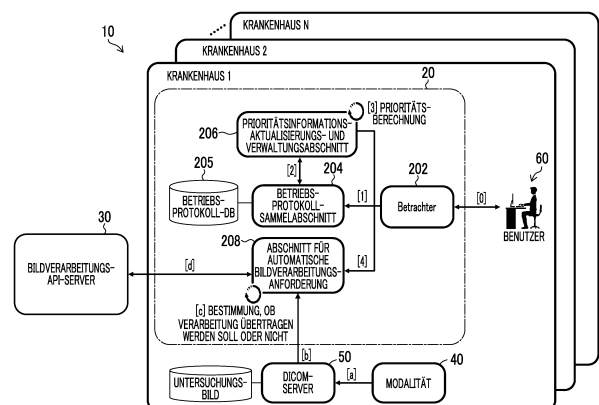 10
KRANKENHAUS N
KRANKENHAUS 2
KRANKENHAUS 1
20
206
PRIORITÄTSINFORMATIONS-
AKTUALISIERUNGS- UND
VERWALTUNGSABSCHNITT
[3] PRIORITÄTS-
BERECHNUNG
205
BETRIEBS-
PROTOKOLL-DB
[2]
204
BETRIEBS-
PROTOKOLL-
SAMMELABSCHNITT
[1]
202
Betrachter
[0]
60
BENUTZER
30
BILDVERARBEITUNGS-
API-SERVER
[d]
208
ABSCHNITT FÜR
AUTOMATISCHE
BILDVERARBEITUNGS-
ANFORDERUNG
[4]
[c] BESTIMMUNG, OB
VERARBEITUNG ÜBERTRAGEN
WERDEN SOLL ODER NICHT
[b]
UNTERSUCHUNGS-
BILD
50
DICOM-
SERVER
[a]
40
MODALITÄT